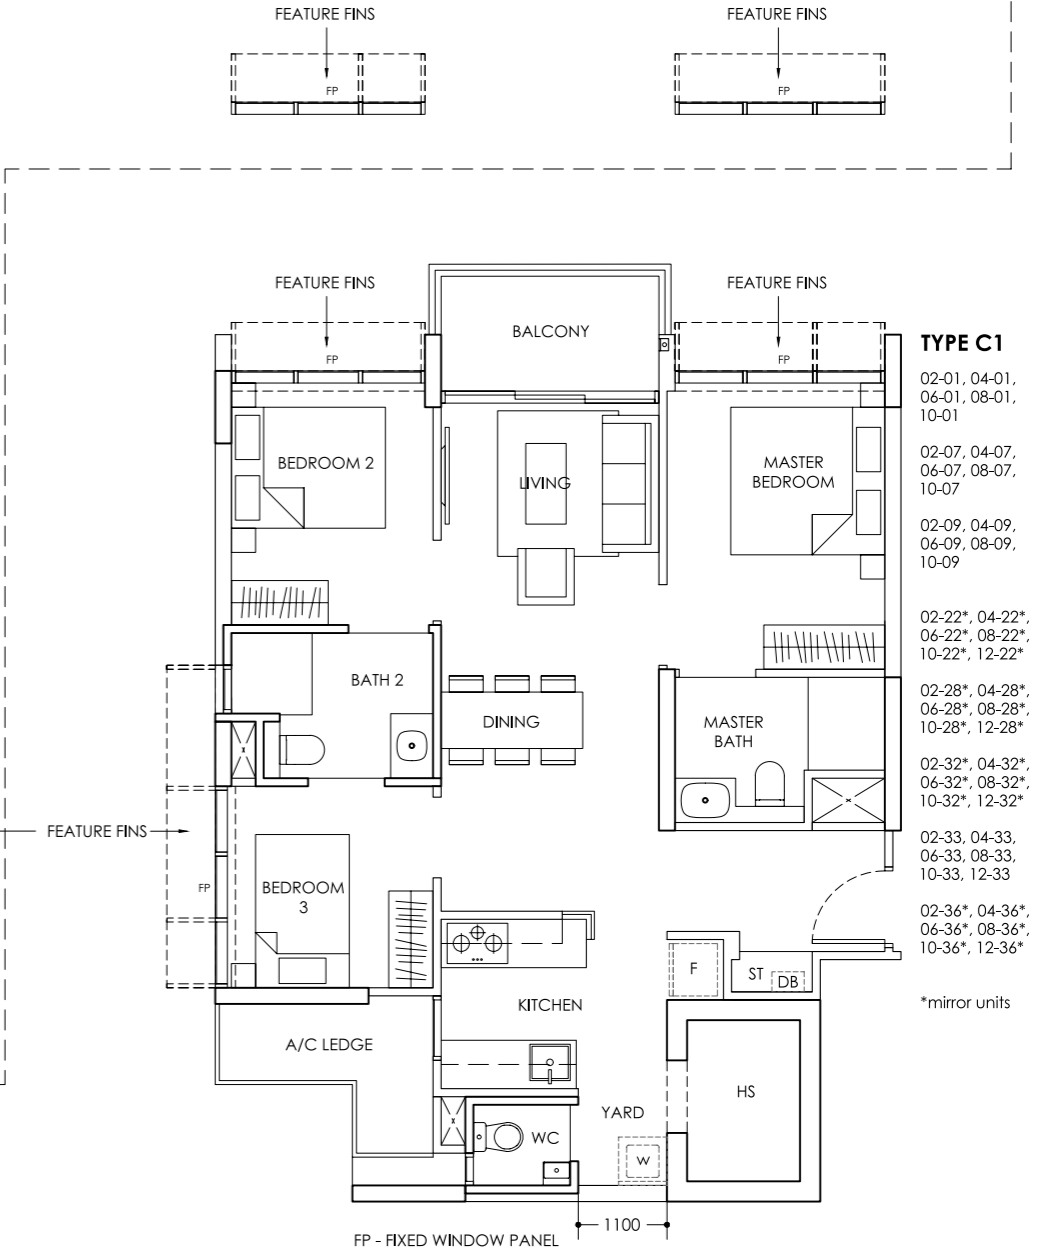 FEATURE FINS
FEATURE FINS
FP
FP
FEATURE FINS
FEATURE FINS
BALCONY
FP
FP
TYPE C1
02-01, 04-01,
06-01, 08-01,
10-01
02-07, 04-07,
06-07, 08-07,
10-07
02-09, 04-09,
06-09, 08-09,
10-09
02-22*, 04-22*,
06-22*, 08-22*,
10-22*, 12-22*
02-28*, 04-28*,
06-28*, 08-28*,
10-28*, 12-28*
02-32*, 04-32*,
06-32*, 08-32*,
10-32*, 12-32*
02-33, 04-33,
06-33, 08-33,
10-33, 12-33
02-36*, 04-36*,
06-36*, 08-36*,
10-36*, 12-36*
*mirror units
BEDROOM 2
LIVING
MASTER
BEDROOM
BATH 2
DINING
MASTER
BATH
FEATURE FINS
FP
BEDROOM
3
F
ST
DB
KITCHEN
A/C LEDGE
HS
YARD
WC
W
1100
FP - FIXED WINDOW PANEL